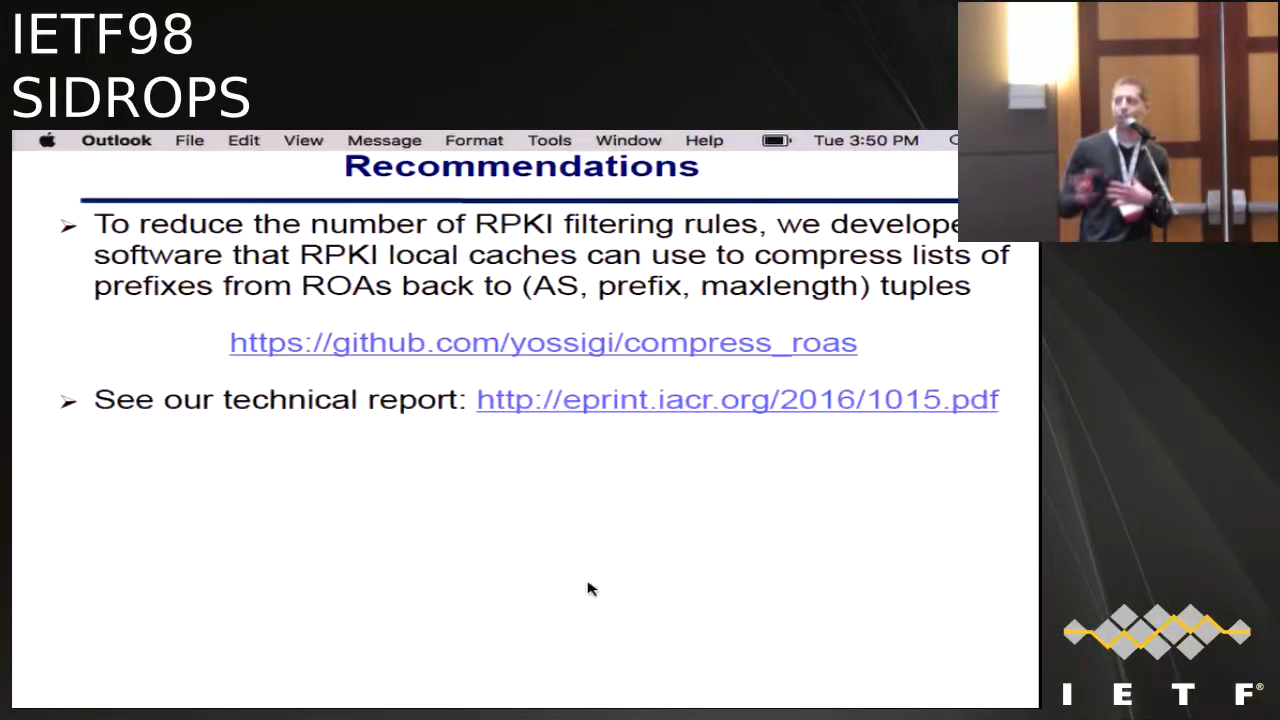 IETF98
SIDROPS
Outlook File Edit View Message Format Tools Window Help Tue 3:50 PM
Recommendations
➢ To reduce the number of RPKI filtering rules, we develope
software that RPKI local caches can use to compress lists of
prefixes from ROAs back to (AS, prefix, maxlength) tuples
https://github.com/yossigi/compress_roas
➢ See our technical report: http://eprint.iacr.org/2016/1015.pdf
I E T F®